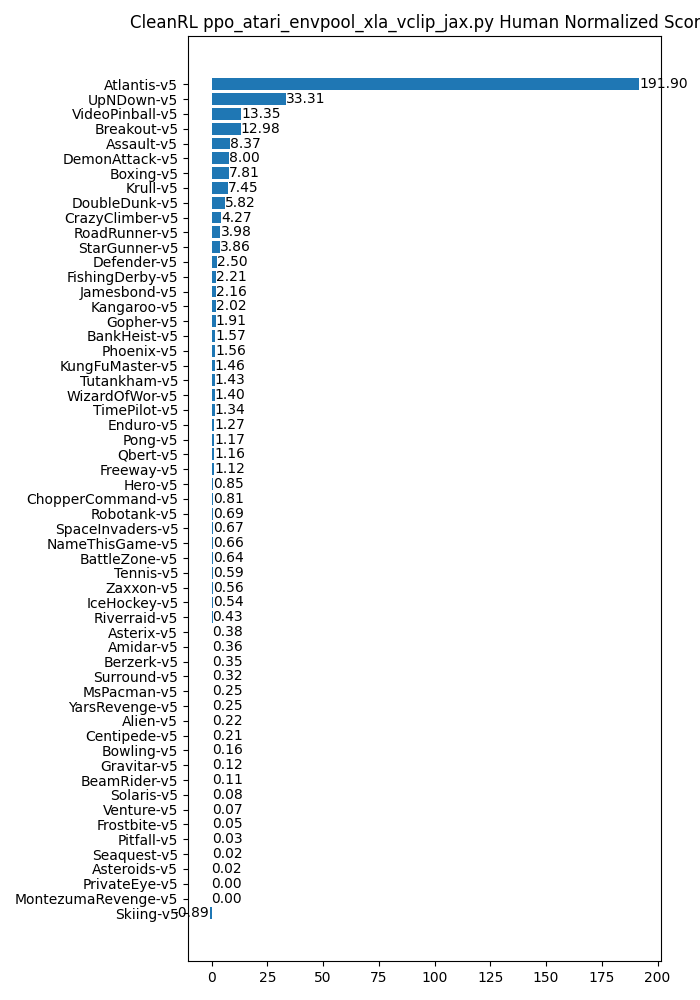 CleanRL ppo_atari_envpool_xla_vclip_jax.py Human Normalized Scor
Atlantis-v5 191.90
UpNDown-v5 33.31
VideoPinball-v5 13.35
Breakout-v5 12.98
Assault-v5 8.37
DemonAttack-v5 8.00
Boxing-v5 7.81
Krull-v5 7.45
DoubleDunk-v5 5.82
CrazyClimber-v5 4.27
RoadRunner-v5 3.98
StarGunner-v5 3.86
Defender-v5 2.50
FishingDerby-v5 2.21
Jamesbond-v5 2.16
Kangaroo-v5 2.02
Gopher-v5 1.91
BankHeist-v5 1.57
Phoenix-v5 1.56
KungFuMaster-v5 1.46
Tutankham-v5 1.43
WizardOfWor-v5 1.40
TimePilot-v5 1.34
Enduro-v5 1.27
Pong-v5 1.17
Qbert-v5 1.16
Freeway-v5 1.12
Hero-v5 0.85
ChopperCommand-v5 0.81
Robotank-v5 0.69
SpaceInvaders-v5 0.67
NameThisGame-v5 0.66
BattleZone-v5 0.64
Tennis-v5 0.59
Zaxxon-v5 0.56
IceHockey-v5 0.54
Riverraid-v5 0.43
Asterix-v5 0.38
Amidar-v5 0.36
Berzerk-v5 0.35
Surround-v5 0.32
MsPacman-v5 0.25
YarsRevenge-v5 0.25
Alien-v5 0.22
Centipede-v5 0.21
Bowling-v5 0.16
Gravitar-v5 0.12
BeamRider-v5 0.11
Solaris-v5 0.08
Venture-v5 0.07
Frostbite-v5 0.05
Pitfall-v5 0.03
Seaquest-v5 0.02
Asteroids-v5 0.02
PrivateEye-v5 0.00
MontezumaRevenge-v5 0.00
Skiing-v5 -0.89
0 25 50 75 100 125 150 175 200